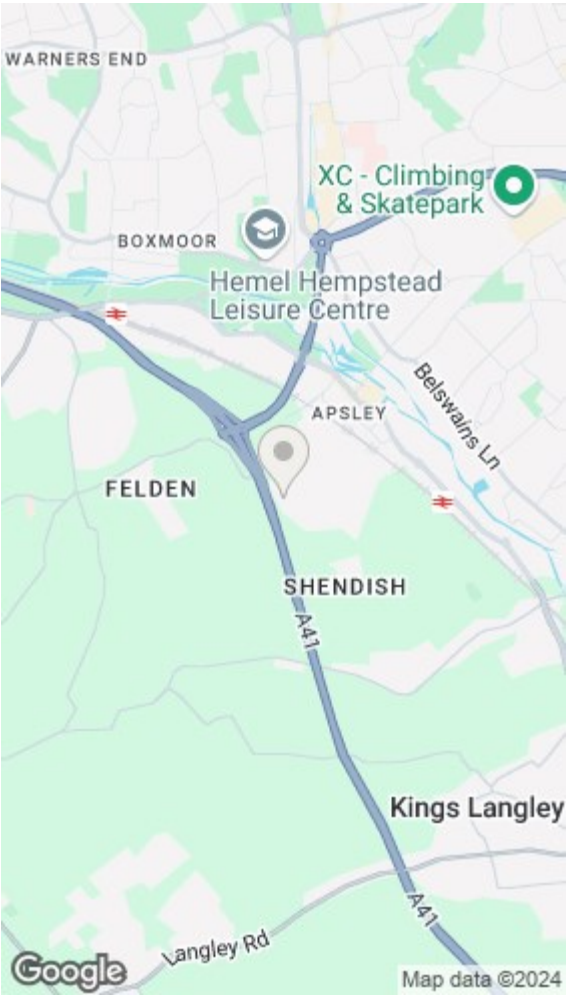 WARNERS END
XC - Climbing
& Skatepark
BOXMOOR
Hemel Hempstead
Leisure Centre
Belswains Ln
APSLEY
FELDEN
SHENDISH
A41
Kings Langley
A41
Langley Rd
Google
Map data ©2024